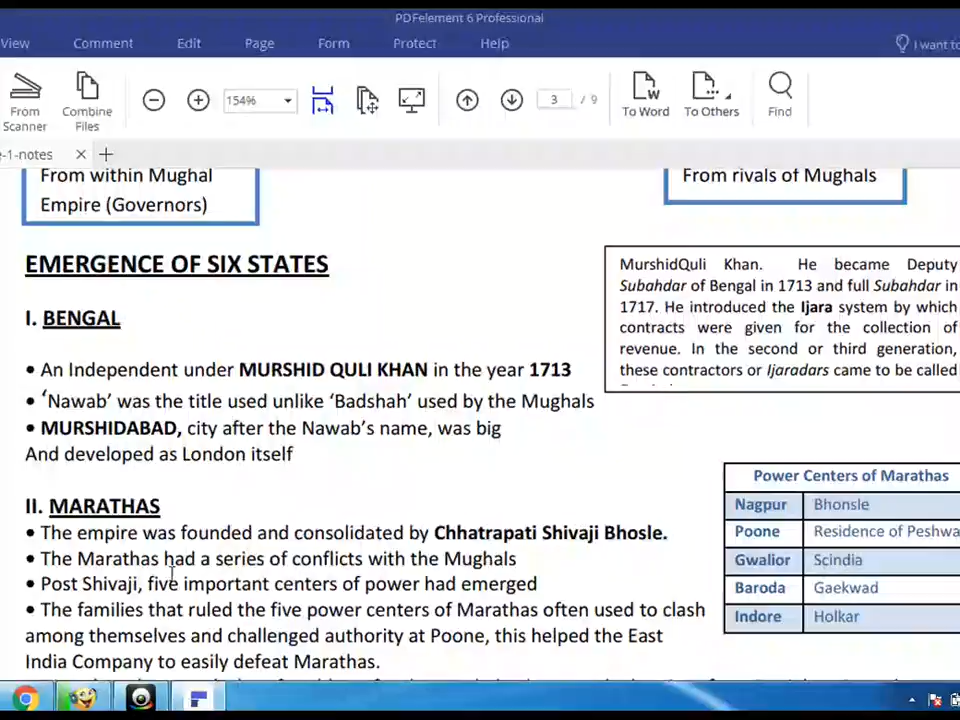 PDFelement 6 Professional
View Comment Edit Page Form Protect Help I want to
From Scanner
Combine Files
154%
3 / 9
To Word
To Others
Find
e-1-notes
From within Mughal
Empire (Governors)
From rivals of Mughals
EMERGENCE OF SIX STATES
I. BENGAL
• An Independent under MURSHID QULI KHAN in the year 1713
• ‘Nawab’ was the title used unlike ‘Badshah’ used by the Mughals
• MURSHIDABAD, city after the Nawab’s name, was big
And developed as London itself
MurshidQuli Khan. He became Deputy
Subahdar of Bengal in 1713 and full Subahdar in
1717. He introduced the Ijara system by which
contracts were given for the collection of
revenue. In the second or third generation,
these contractors or Ijaradars came to be called
II. MARATHAS
• The empire was founded and consolidated by Chhatrapati Shivaji Bhosle.
• The Marathas had a series of conflicts with the Mughals
• Post Shivaji, five important centers of power had emerged
• The families that ruled the five power centers of Marathas often used to clash
among themselves and challenged authority at Poone, this helped the East
India Company to easily defeat Marathas.
Power Centers of Marathas
Nagpur Bhonsle
Poone Residence of Peshwa
Gwalior Scindia
Baroda Gaekwad
Indore Holkar